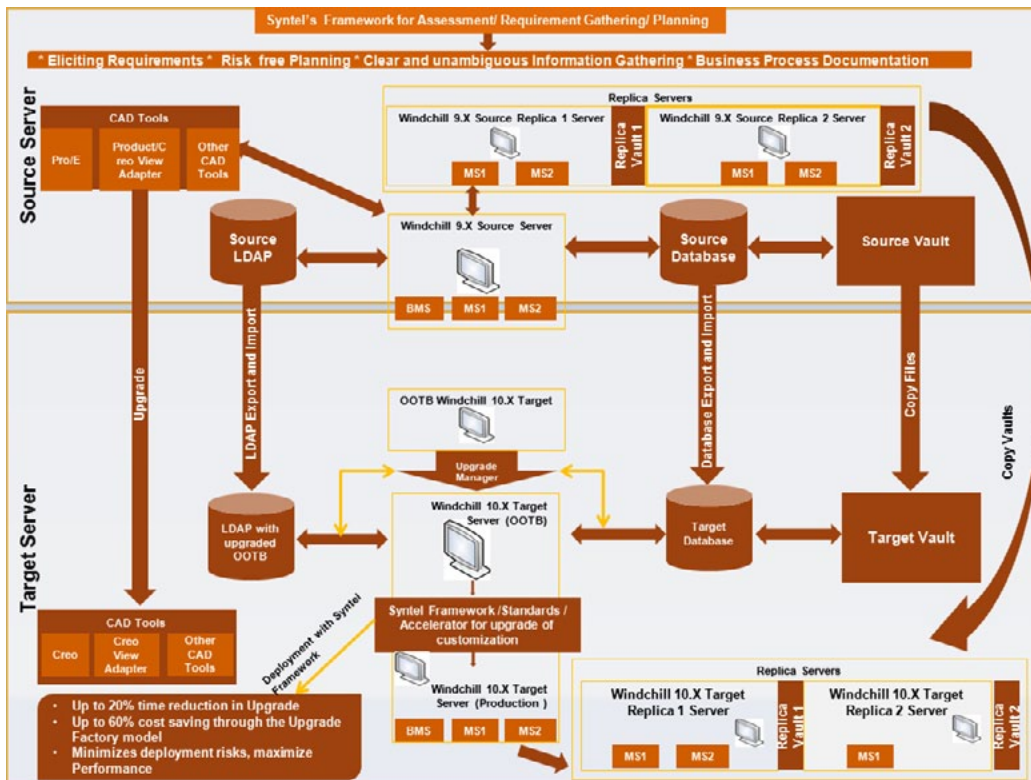 Syntel's Framework for Assessment/ Requirement Gathering/ Planning
* Eliciting Requirements * Risk free Planning * Clear and unambiguous Information Gathering * Business Process Documentation
Source Server
CAD Tools
Pro/E
Product/C
reo View
Adapter
Other
CAD
Tools
Replica Servers
Windchill 9.X Source Replica 1 Server
MS1
MS2
Replica
Vault 1
Windchill 9.X Source Replica 2 Server
MS1
MS2
Replica
Vault 2
Source
LDAP
Windchill 9.X Source Server
BMS
MS1
MS2
Source
Database
Source Vault
Target Server
Upgrade
LDAP Export and Import
Database Export and Import
Copy Files
Copy Vaults
OOTB Windchill 10.X Target
Upgrade
Manager
LDAP with
upgraded
OOTB
Windchill 10.X Target
Server (OOTB)
Target
Database
Target Vault
Syntel Framework /Standards /
Accelerator for upgrade of
customization
Deployment with Syntel
Framework
CAD Tools
Creo
Creo
View
Adapter
Other
CAD
Tools
Windchill 10.X Target
Server (Production )
BMS
MS1
MS2
• Up to 20% time reduction in Upgrade
• Up to 60% cost saving through the Upgrade
Factory model
• Minimizes deployment risks, maximize
Performance
Replica Servers
Windchill 10.X Target
Replica 1 Server
MS1
MS2
Replica
Vault 1
Windchill 10.X Target
Replica 2 Server
MS1
Replica
Vault 2